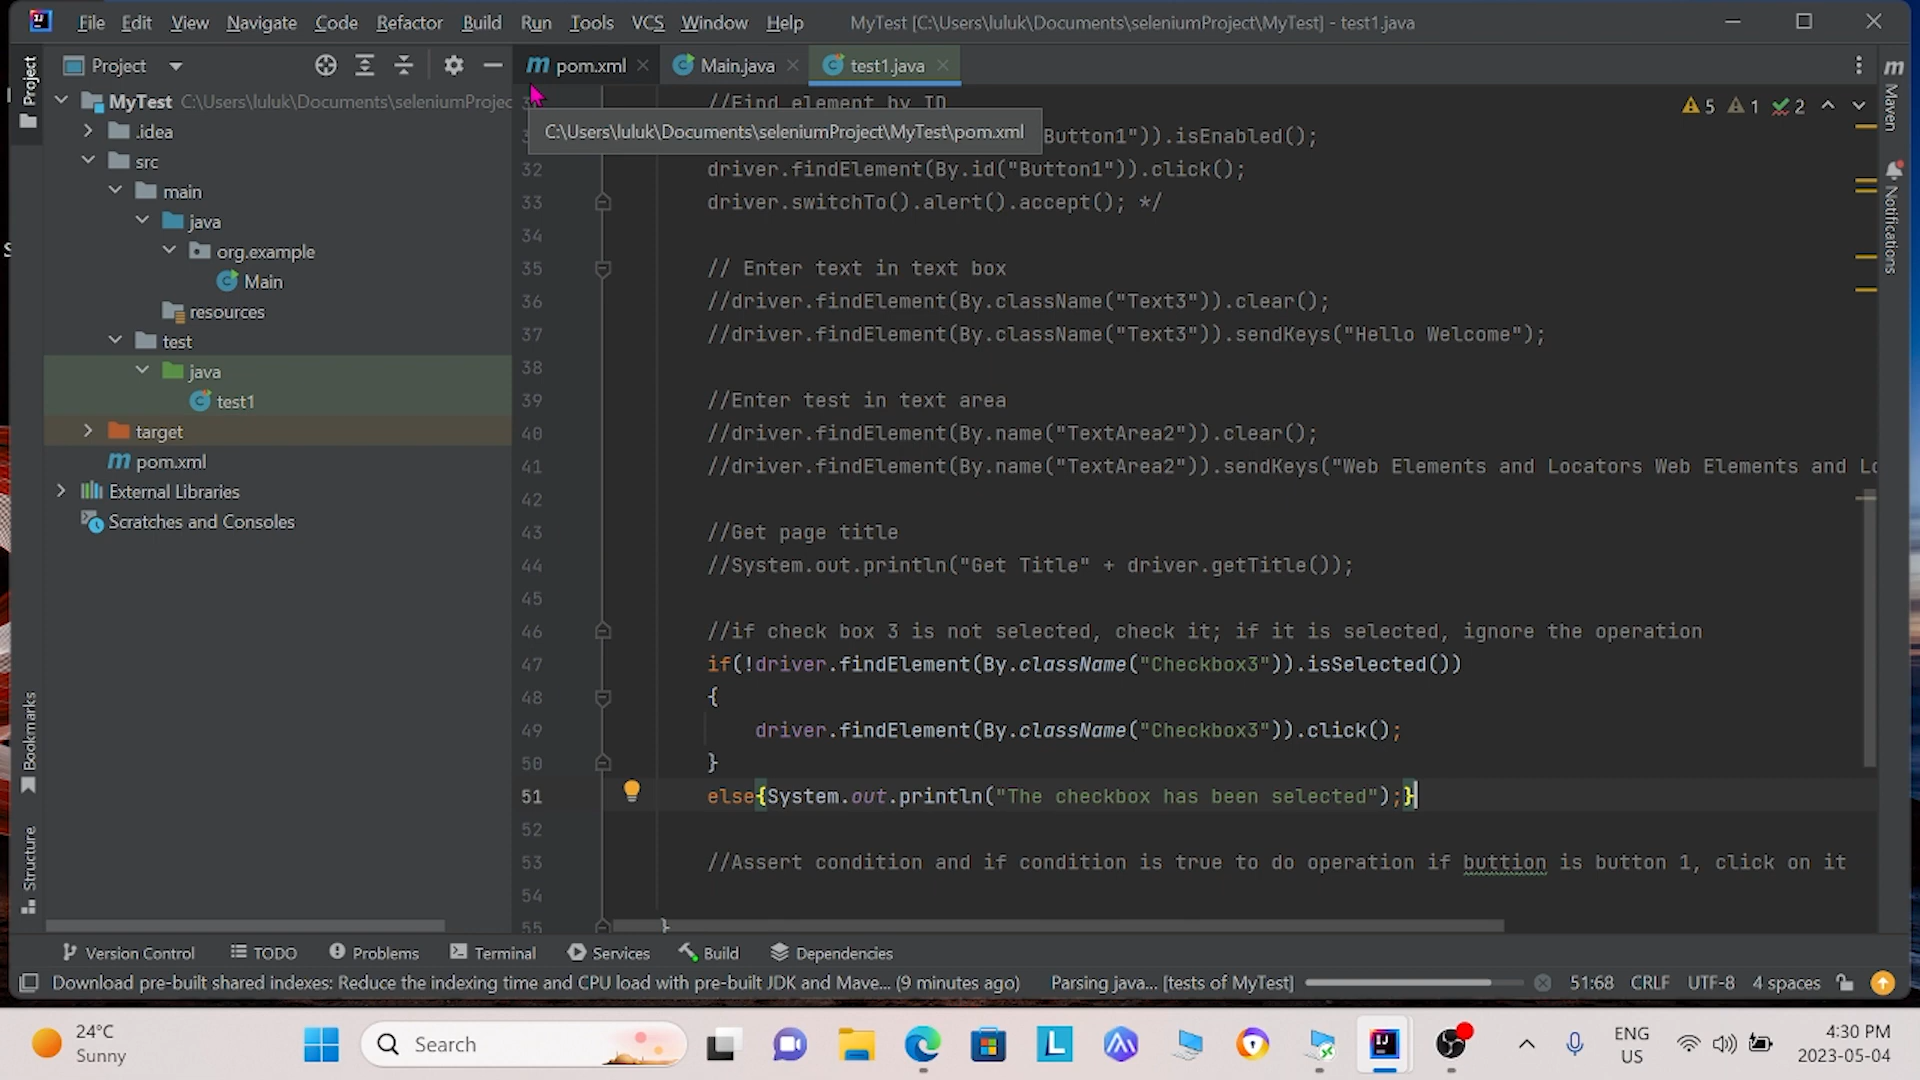 File Edit View Navigate Code Refactor Build Run Tools VCS Window Help MyTest [C:\Users\luluk\Documents\seleniumProject\MyTest] - test1.java
Project
pom.xml Main.java test1.java
MyTest C:\Users\luluk\Documents\seleniumProjec
.idea
src
main
java
org.example
Main
resources
test
java
test1
target
pom.xml
External Libraries
Scratches and Consoles
Project
Bookmarks
Structure
//Find element by ID
C:\Users\luluk\Documents\seleniumProject\MyTest\pom.xml
Button1")).isEnabled();
32 driver.findElement(By.id("Button1")).click();
33 driver.switchTo().alert().accept(); */
34
35 // Enter text in text box
36 //driver.findElement(By.className("Text3")).clear();
37 //driver.findElement(By.className("Text3")).sendKeys("Hello Welcome");
38
39 //Enter test in text area
40 //driver.findElement(By.name("TextArea2")).clear();
41 //driver.findElement(By.name("TextArea2")).sendKeys("Web Elements and Locators Web Elements and Lo
42
43 //Get page title
44 //System.out.println("Get Title" + driver.getTitle());
45
46 //if check box 3 is not selected, check it; if it is selected, ignore the operation
47 if(!driver.findElement(By.className("Checkbox3")).isSelected())
48 {
49 driver.findElement(By.className("Checkbox3")).click();
50 }
51 else{System.out.println("The checkbox has been selected");}
52
53 //Assert condition and if condition is true to do operation if buttion is button 1, click on it
54
55 }
5 1 2
Maven
Notifications
Version Control TODO Problems Terminal Services Build Dependencies
Download pre-built shared indexes: Reduce the indexing time and CPU load with pre-built JDK and Mave... (9 minutes ago) Parsing java... [tests of MyTest] 51:68 CRLF UTF-8 4 spaces
24°C
Sunny
Search
ENG
US
4:30 PM
2023-05-04